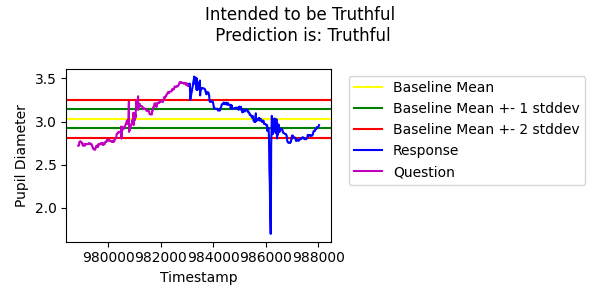 Intended to be Truthful
Prediction is: Truthful
Pupil Diameter
3.5
3.0
2.5
2.0
980000 982000 984000 986000 988000
Timestamp
Baseline Mean
Baseline Mean +- 1 stddev
Baseline Mean +- 2 stddev
Response
Question